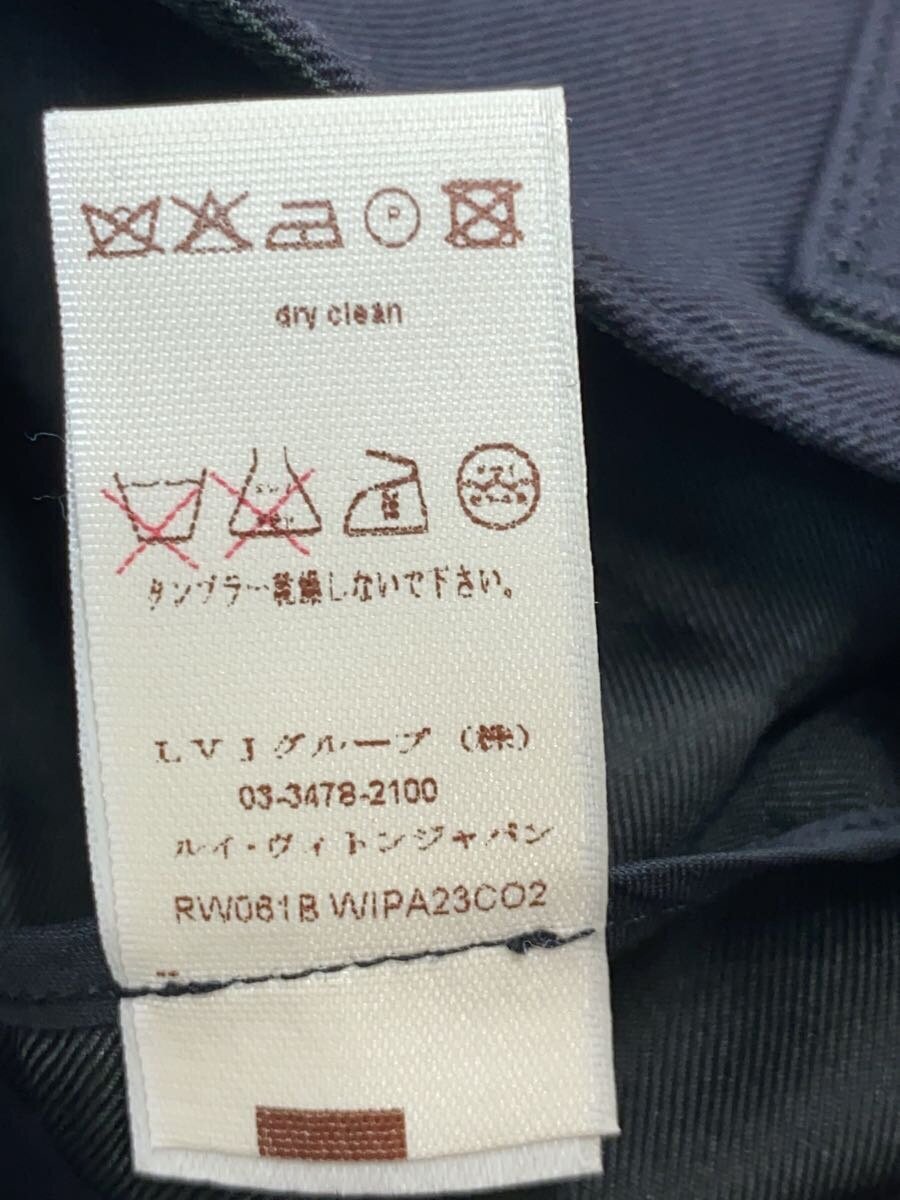 P
dry clean
タンブラー乾燥しないで下さい。
LVJグループ (株)
03-3478-2100
ルイ・ヴィトンジャパン
RW061B WIPA23CO2